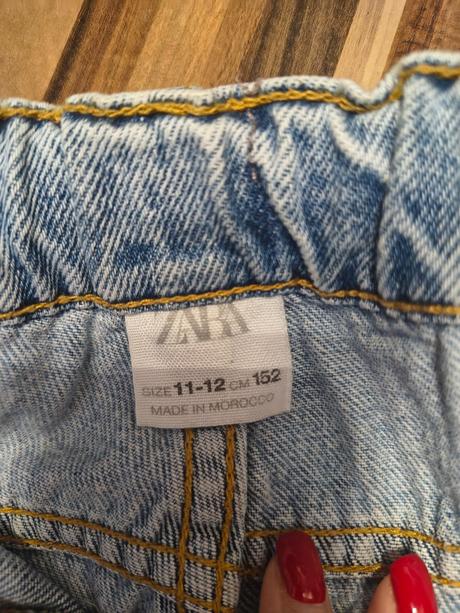 ZARA
SIZE 11-12 CM 152
MADE IN MOROCCO